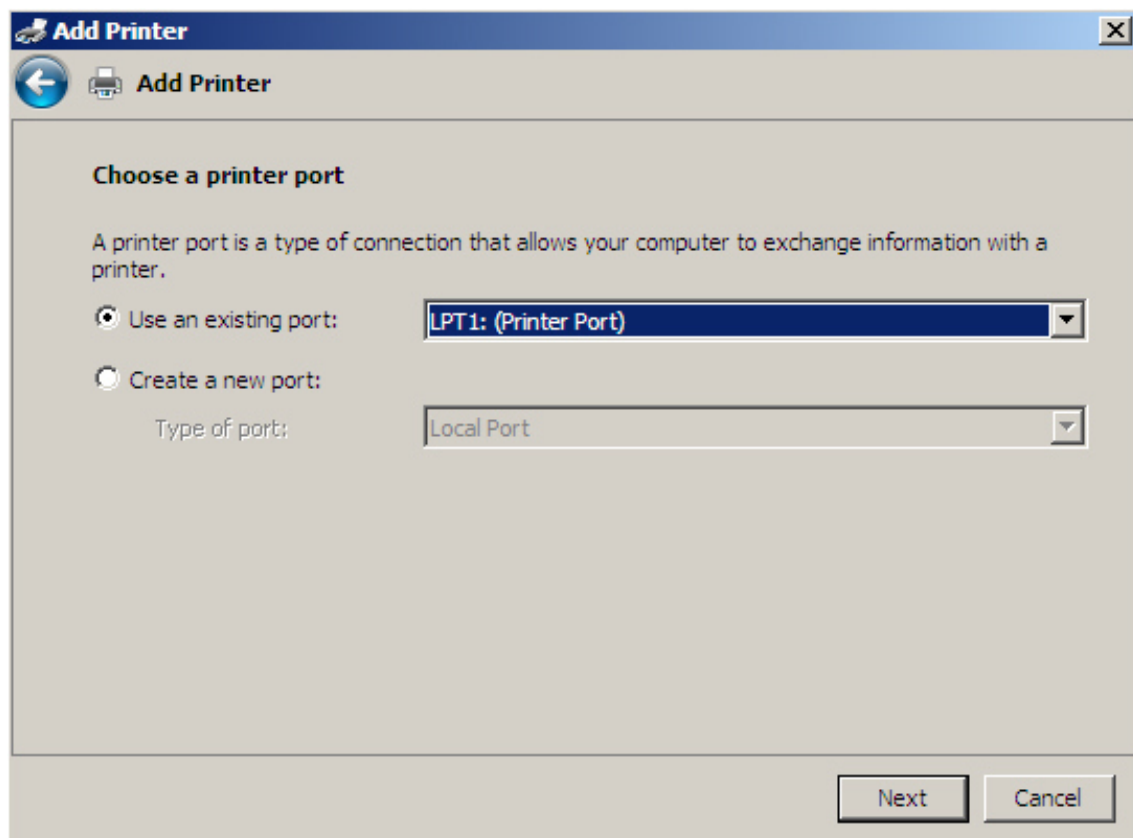 Add Printer
Add Printer
Choose a printer port
A printer port is a type of connection that allows your computer to exchange information with a
printer.
Use an existing port: LPT1: (Printer Port)
Create a new port:
Type of port: Local Port
Next Cancel